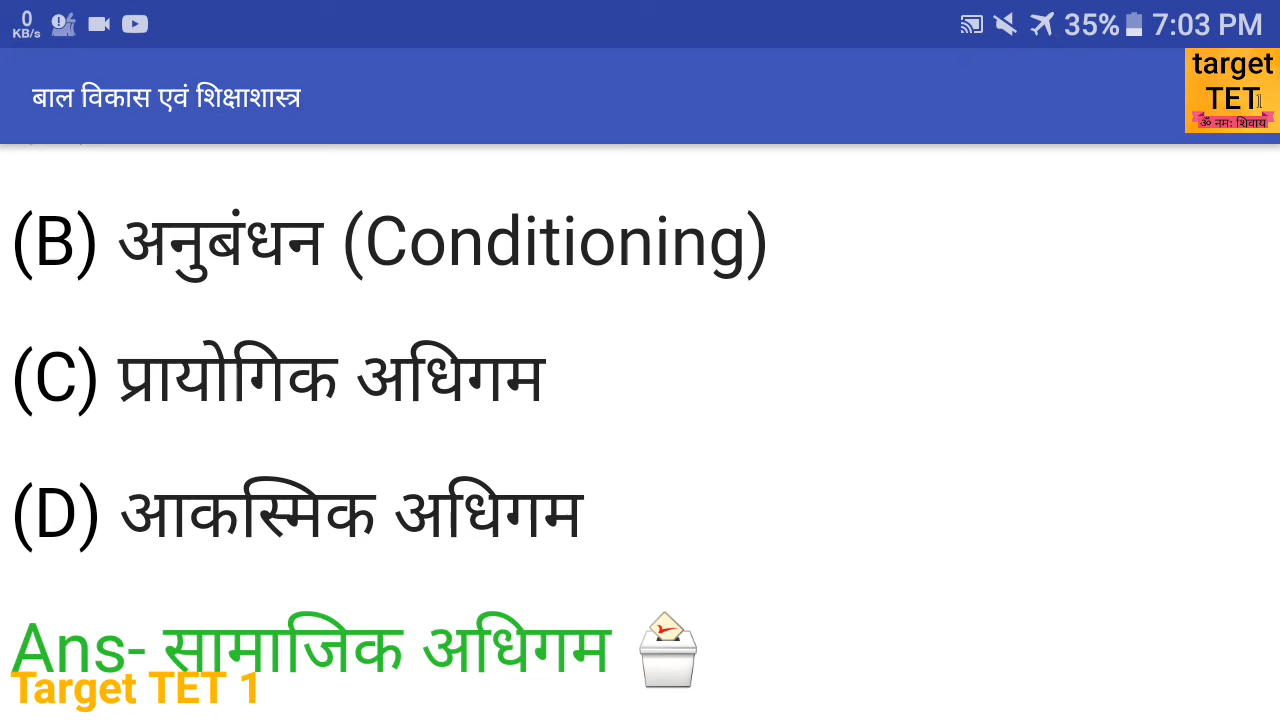 0
KB/s
35% 7:03 PM
बाल विकास एवं शिक्षाशास्त्र
target
TET1
ॐ नमः शिवाय
(B) अनुबंधन (Conditioning)
(C) प्रायोगिक अधिगम
(D) आकस्मिक अधिगम
Ans- सामाजिक अधिगम
Target TET 1